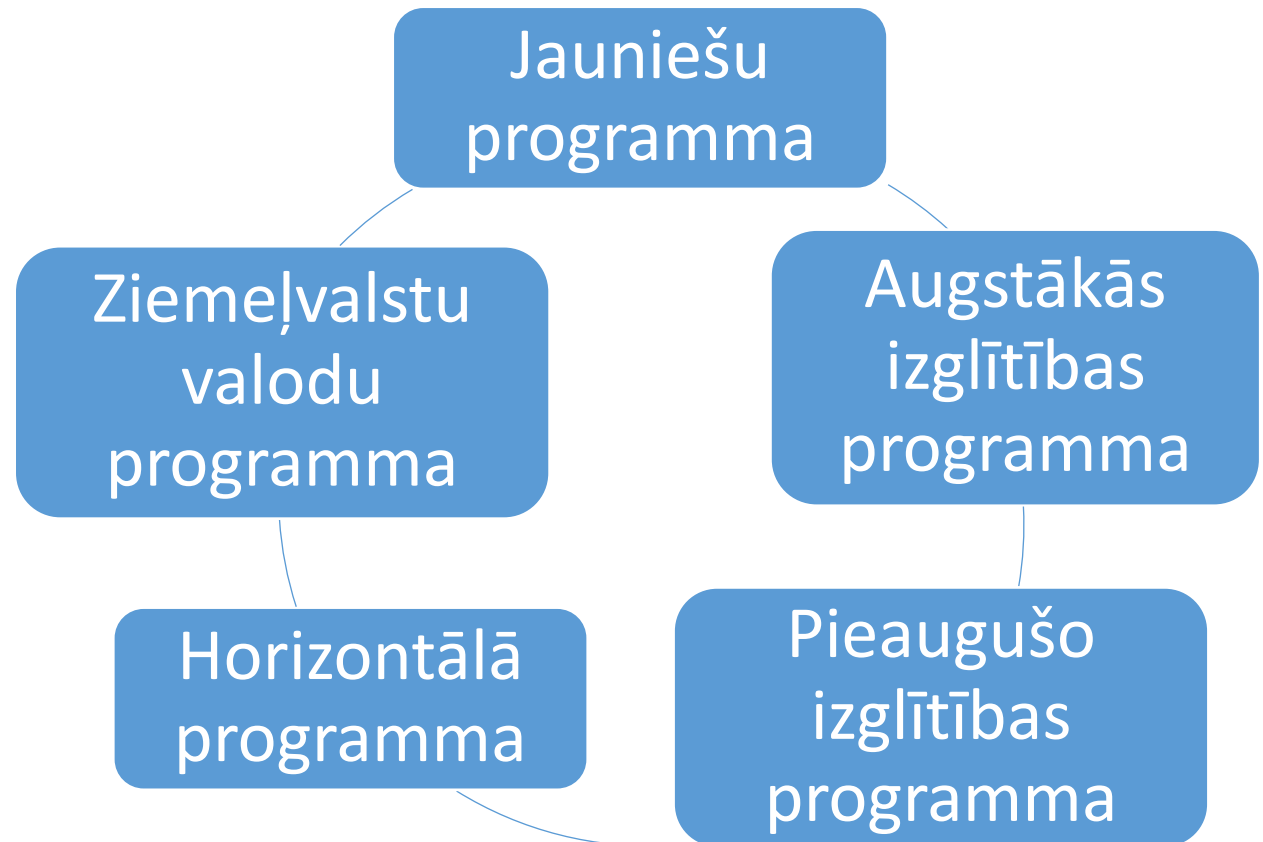 Jauniešu
programma
Ziemeļvalstu
valodu
programma
Augstākās
izglītības
programma
Horizontālā
programma
Pieaugušo
izglītības
programma